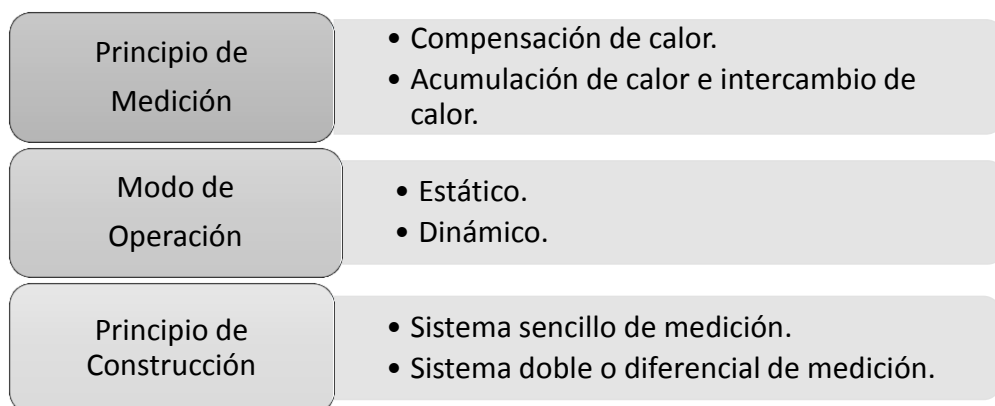 Principio de
Medición
• Compensación de calor.
• Acumulación de calor e intercambio de
calor.
Modo de
Operación
• Estático.
• Dinámico.
Principio de
Construcción
• Sistema sencillo de medición.
• Sistema doble o diferencial de medición.